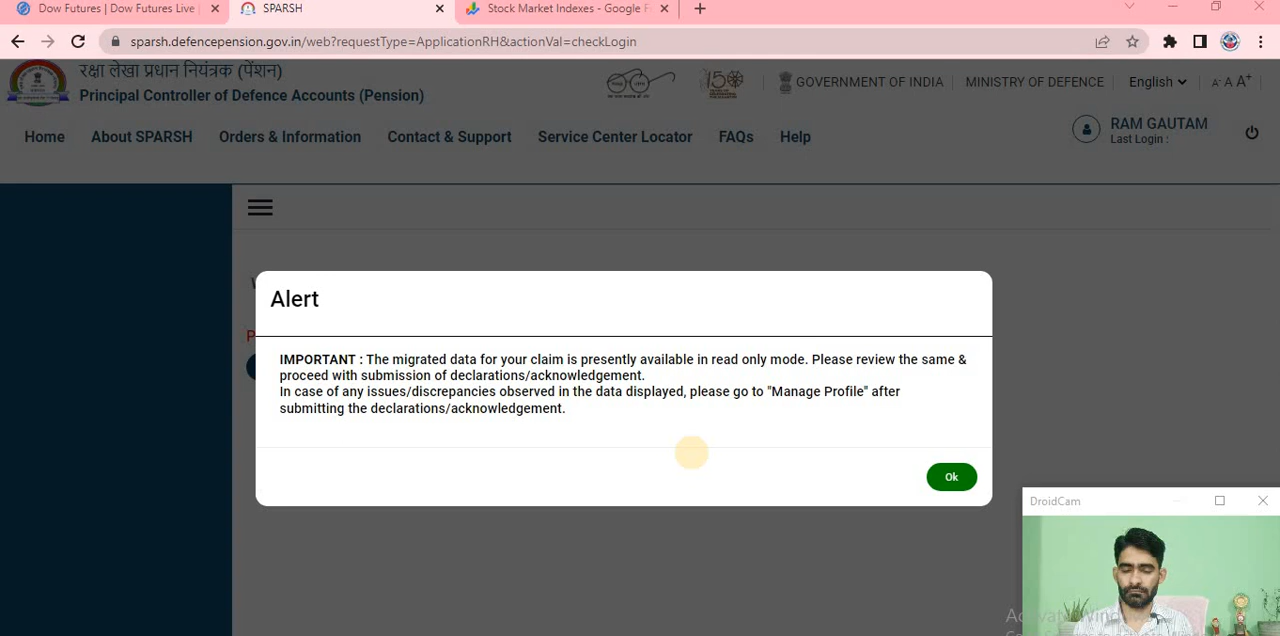 Dow Futures | Dow Futures Live
SPARSH
Stock Market Indexes - Google F
sparsh.defencepension.gov.in/web?requestType=ApplicationRH&actionVal=checkLogin
रक्षा लेखा प्रधान नियंत्रक (पेंशन)
Principal Controller of Defence Accounts (Pension)
150
GOVERNMENT OF INDIA
MINISTRY OF DEFENCE
English
A- A A+
Home
About SPARSH
Orders & Information
Contact & Support
Service Center Locator
FAQs
Help
RAM GAUTAM
Last Login :
Alert
IMPORTANT : The migrated data for your claim is presently available in read only mode. Please review the same &
proceed with submission of declarations/acknowledgement.
In case of any issues/discrepancies observed in the data displayed, please go to "Manage Profile" after
submitting the declarations/acknowledgement.
Ok
DroidCam